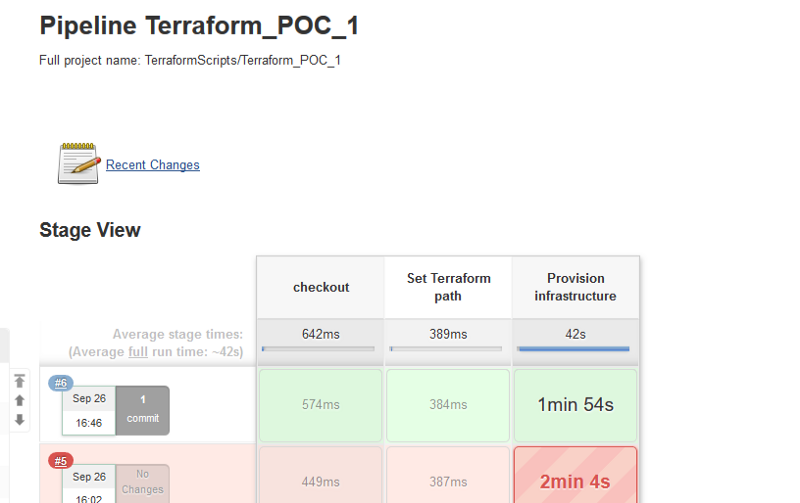 Pipeline Terraform_POC_1
Full project name: TerraformScripts/Terraform_POC_1
Recent Changes
Stage View
checkout
Set Terraform
path
Provision
infrastructure
Average stage times:
(Average full run time: ~42s)
642ms
389ms
42s
#6
Sep 26
16:46
1
commit
574ms
384ms
1min 54s
#5
Sep 26
16:02
No
Changes
449ms
387ms
2min 4s